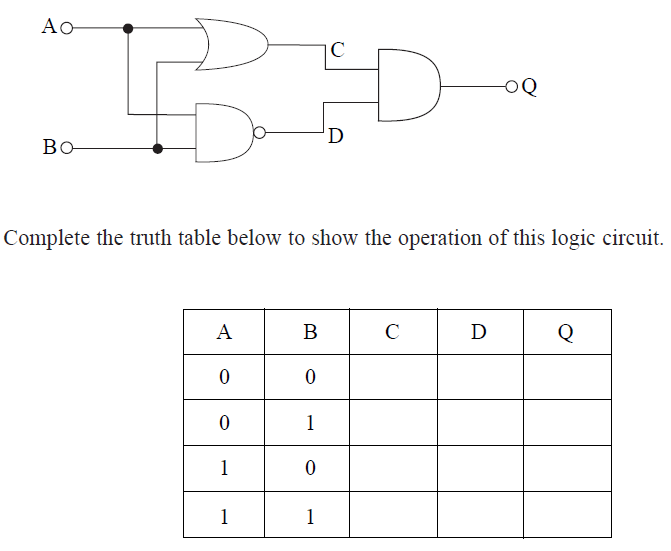 A
C
Q
D
B
Complete the truth table below to show the operation of this logic circuit.
A B C D Q
0 0
0 1
1 0
1 1